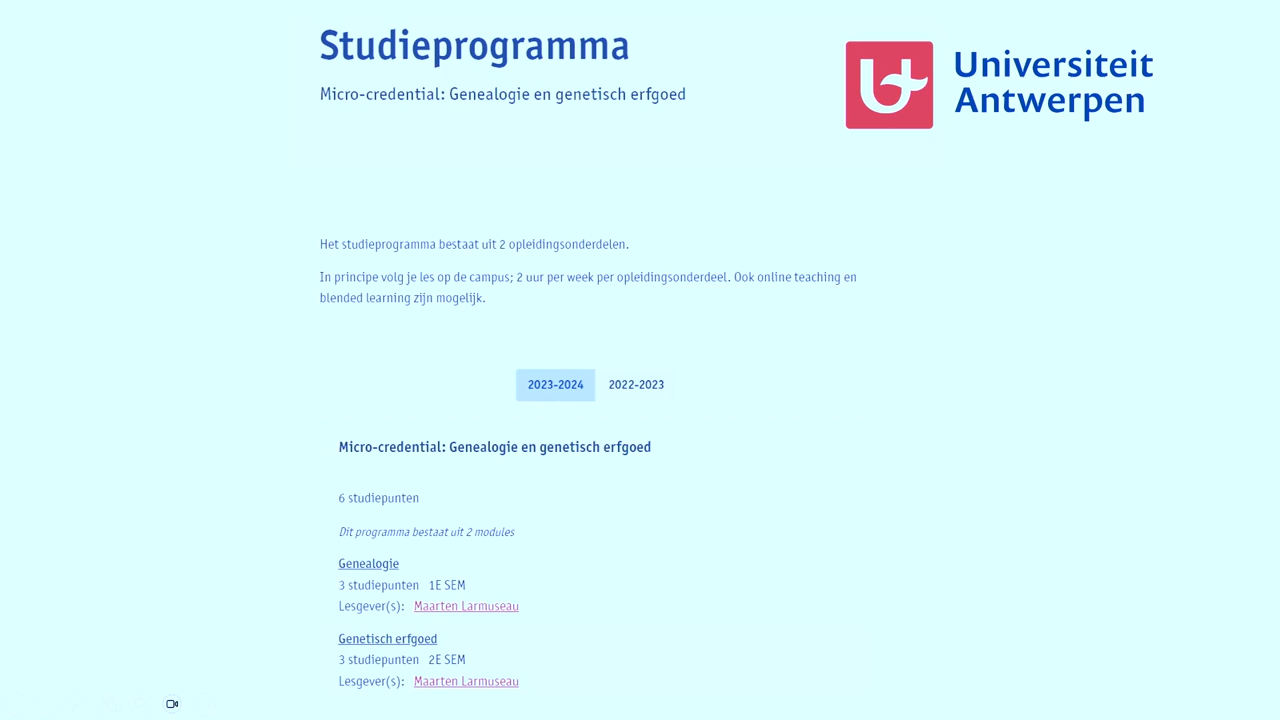 Studieprogramma
Micro-credential: Genealogie en genetisch erfgoed
Universiteit
Antwerpen
Het studieprogramma bestaat uit 2 opleidingsonderdelen.
In principe volg je les op de campus; 2 uur per week per opleidingsonderdeel. Ook online teaching en
blended learning zijn mogelijk.
2023-2024 2022-2023
Micro-credential: Genealogie en genetisch erfgoed
6 studiepunten
Dit programma bestaat uit 2 modules
Genealogie
3 studiepunten 1E SEM
Lesgever(s): Maarten Larmuseau
Genetisch erfgoed
3 studiepunten 2E SEM
Lesgever(s): Maarten Larmuseau